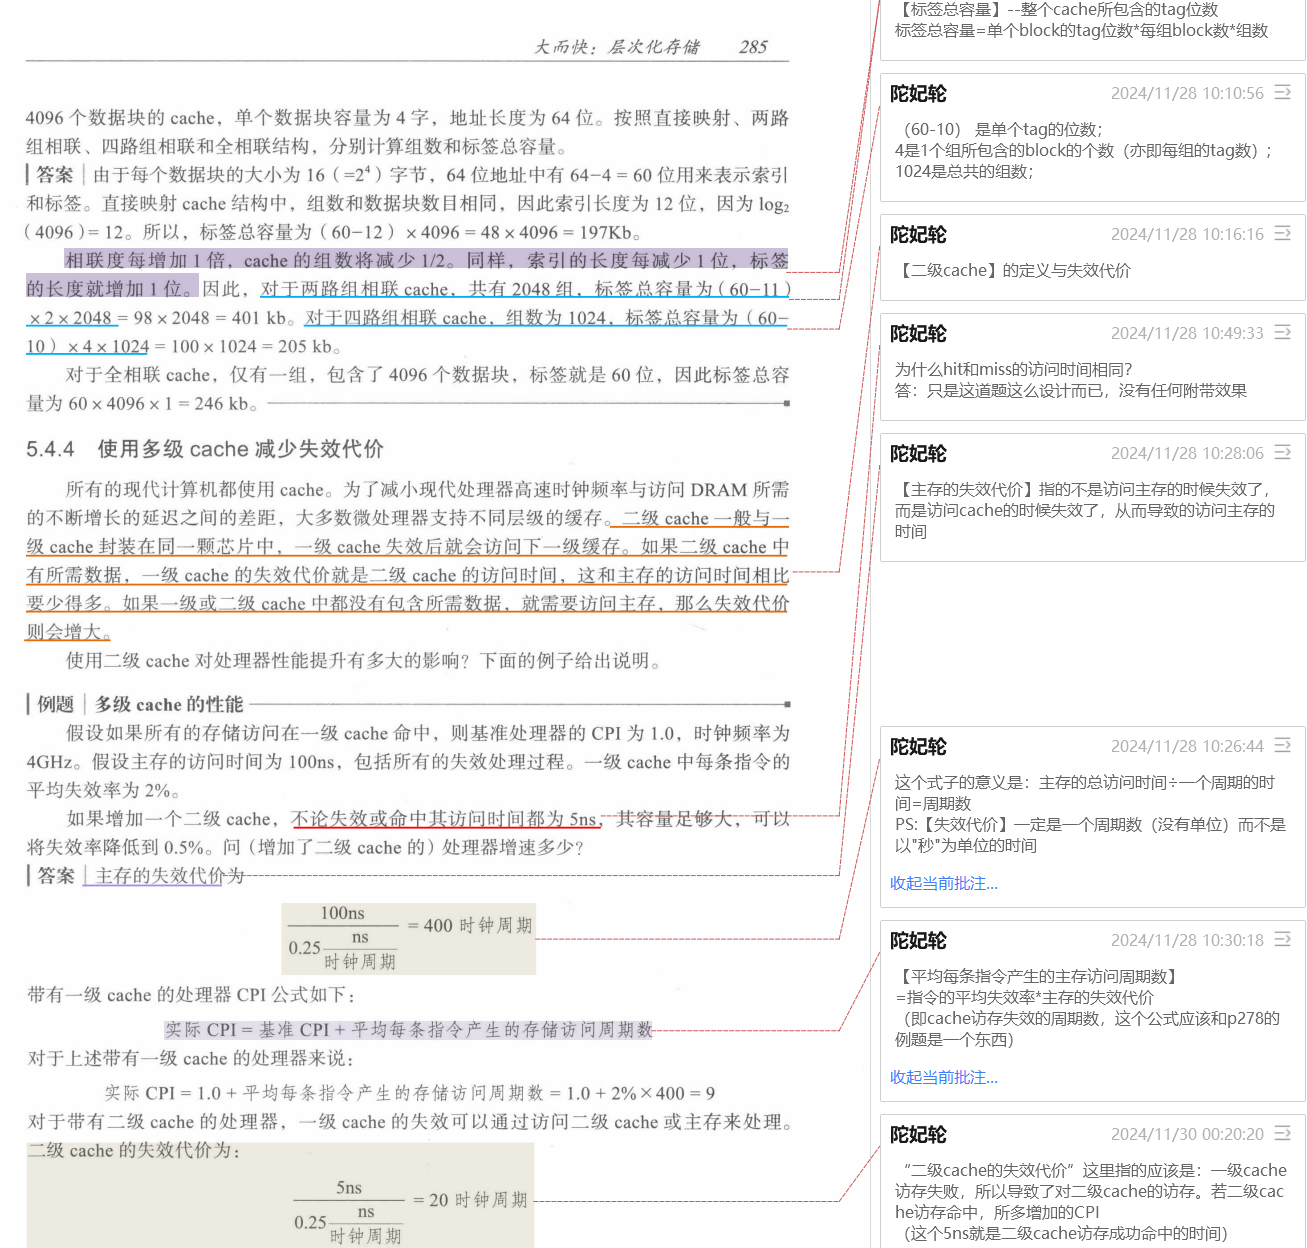 大而快：层次化存储 285
4096 个数据块的 cache，单个数据块容量为 4 字，地址长度为 64 位。按照直接映射、两路
组相联、四路组相联和全相联结构，分别计算组数和标签总容量。
答案 由于每个数据块的大小为 16（=2⁴）字节，64 位地址中有 64−4 = 60 位用来表示索引
和标签。直接映射 cache 结构中，组数和数据块数目相同，因此索引长度为 12 位，因为 log₂
(4096) = 12。所以，标签总容量为（60−12）× 4096 = 48 × 4096 = 197Kb。
相联度每增加 1 倍，cache 的组数将减少 1/2。同样，索引的长度每减少 1 位，标签
的长度就增加 1 位。因此，对于两路组相联 cache，共有 2048 组，标签总容量为（60−11）
× 2 × 2048 = 98 × 2048 = 401 kb。对于四路组相联 cache，组数为 1024，标签总容量为（60−
10）× 4 × 1024 = 100 × 1024 = 205 kb。
对于全相联 cache，仅有一组，包含了 4096 个数据块，标签就是 60 位，因此标签总容
量为 60 × 4096 × 1 = 246 kb。
5.4.4 使用多级 cache 减少失效代价
所有的现代计算机都使用 cache。为了减小现代处理器高速时钟频率与访问 DRAM 所需
的不断增长的延迟之间的差距，大多数微处理器支持不同层级的缓存。二级 cache 一般与一
级 cache 封装在同一颗芯片中，一级 cache 失效后就会访问下一级缓存。如果二级 cache 中
有所需数据，一级 cache 的失效代价就是二级 cache 的访问时间，这和主存的访问时间相比
要少得多。如果一级或二级 cache 中都没有包含所需数据，就需要访问主存，那么失效代价
则会增大。
使用二级 cache 对处理器性能提升有多大的影响？下面的例子给出说明。
例题 多级 cache 的性能
假设如果所有的存储访问在一级 cache 命中，则基准处理器的 CPI 为 1.0，时钟频率为
4GHz。假设主存的访问时间为 100ns，包括所有的失效处理过程。一级 cache 中每条指令的
平均失效率为 2%。
如果增加一个二级 cache，不论失效或命中其访问时间都为 5ns，其容量足够大，可以
将失效率降低到 0.5%。问（增加了二级 cache 的）处理器增速多少？
答案 主存的失效代价为
100ns
0.25 ns = 400 时钟周期
时钟周期
带有一级 cache 的处理器 CPI 公式如下：
实际 CPI = 基准 CPI + 平均每条指令产生的存储访问周期数
对于上述带有一级 cache 的处理器来说：
实际 CPI = 1.0 + 平均每条指令产生的存储访问周期数 = 1.0 + 2% × 400 = 9
对于带有二级 cache 的处理器，一级 cache 的失效可以通过访问二级 cache 或主存来处理。
二级 cache 的失效代价为：
5ns
0.25 ns = 20 时钟周期
时钟周期
【标签总容量】--整个cache所包含的tag位数
标签总容量=单个block的tag位数*每组block数*组数
陀妃轮 2024/11/28 10:10:56
（60-10） 是单个tag的位数；
4是1个组所包含的block的个数（亦即每组的tag数）；
1024是总共的组数；
陀妃轮 2024/11/28 10:16:16
【二级cache】的定义与失效代价
陀妃轮 2024/11/28 10:49:33
为什么hit和miss的访问时间相同?
答：只是这道题这么设计而已，没有任何附带效果
陀妃轮 2024/11/28 10:28:06
【主存的失效代价】指的不是访问主存的时候失效了，
而是访问cache的时候失效了，从而导致的访问主存的
时间
陀妃轮 2024/11/28 10:26:44
这个式子的意义是：主存的总访问时间÷一个周期的时
间=周期数
PS:【失效代价】一定是一个周期数（没有单位）而不是
以"秒"为单位的时间
收起当前批注...
陀妃轮 2024/11/28 10:30:18
【平均每条指令产生的主存访问周期数】
=指令的平均失效率*主存的失效代价
（即cache访存失效的周期数，这个公式应该和p278的
例题是一个东西）
收起当前批注...
陀妃轮 2024/11/30 00:20:20
“二级cache的失效代价”这里指的应该是：一级cache
访存失败，所以导致了对二级cache的访存。若二级cac
he访存命中，所多增加的CPI
（这个5ns就是二级cache访存成功命中的时间）